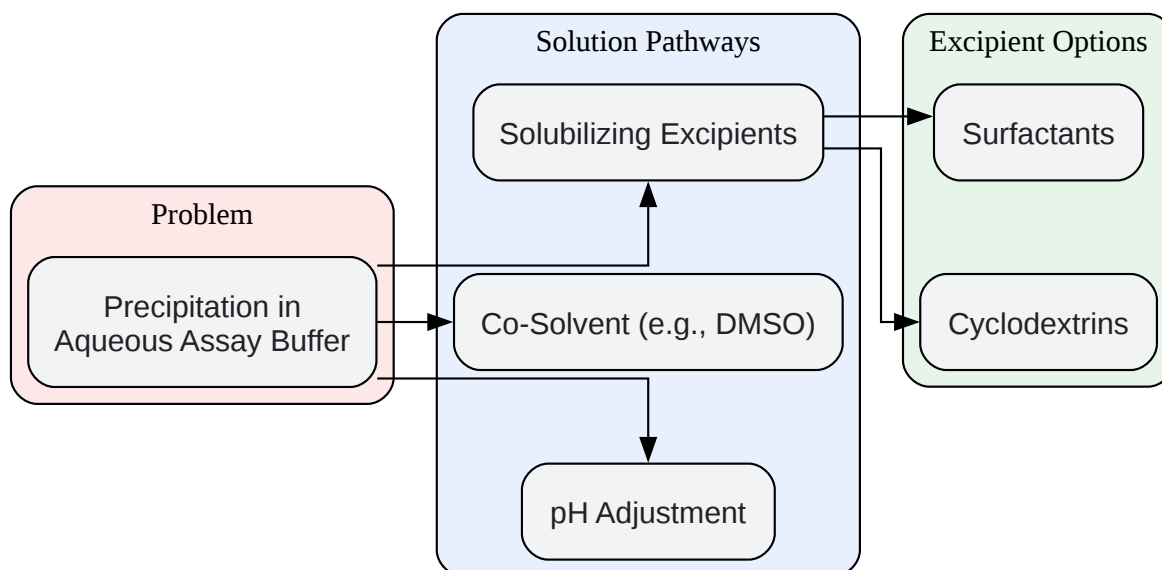 Problem
Precipitation in
Aqueous Assay Buffer
Solution Pathways
Solubilizing Excipients
Co-Solvent (e.g., DMSO)
pH Adjustment
Excipient Options
Surfactants
Cyclodextrins